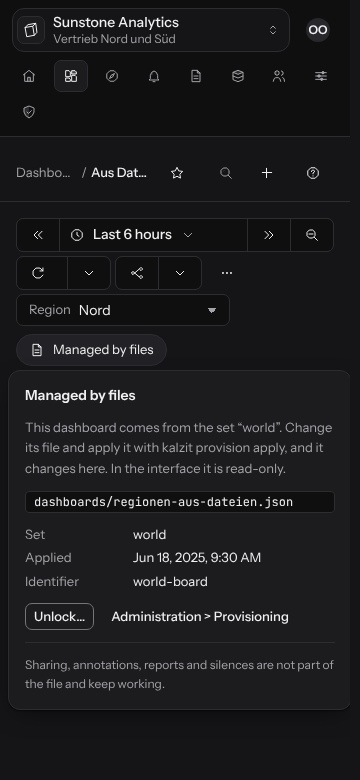 Sunstone Analytics
Vertrieb Nord und Süd
OO
Dashbo... / Aus Dat...
Last 6 hours
Region Nord
Managed by files
Managed by files
This dashboard comes from the set “world”. Change
its file and apply it with kalzit provision apply, and it
changes here. In the interface it is read-only.
dashboards/regionen-aus-dateien.json
Set world
Applied Jun 18, 2025, 9:30 AM
Identifier world-board
Unlock... Administration > Provisioning
Sharing, annotations, reports and silences are not part of
the file and keep working.